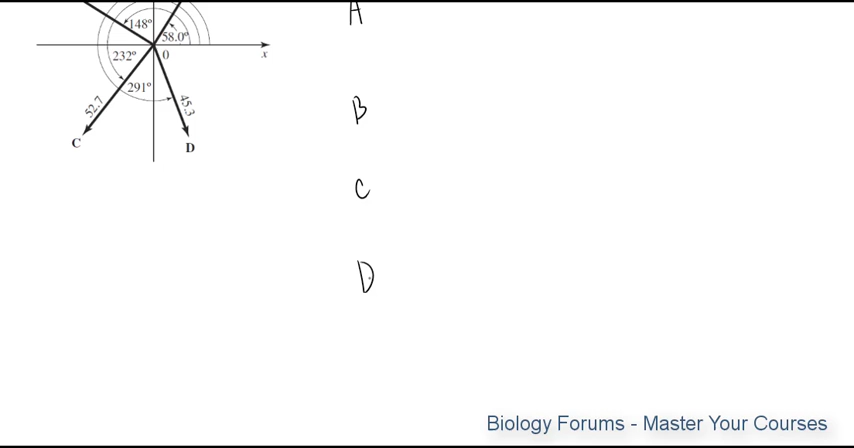 A
148°
58.0°
x
232°
0
291°
52.7
45.3
C
D
B
C
D
Biology Forums - Master Your Courses